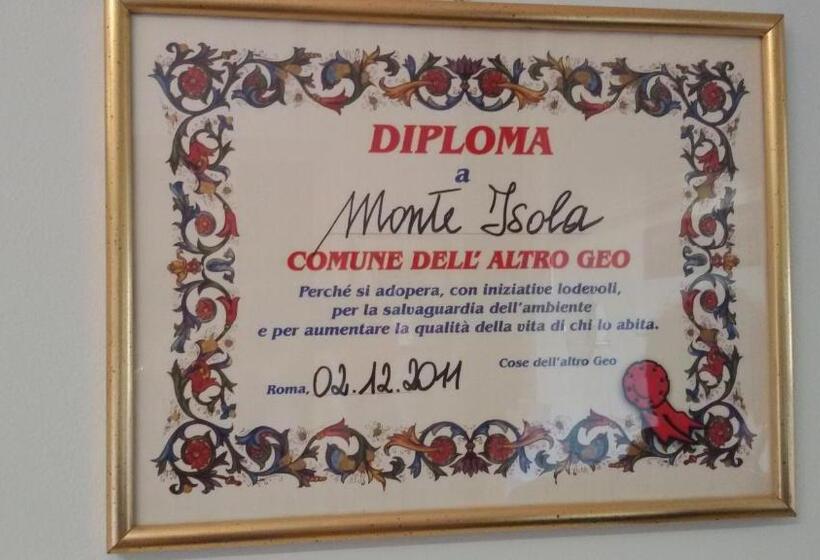 DIPLOMA
a
Monte Isola
COMUNE DELL' ALTRO GEO
Perché si adopera, con iniziative lodevoli,
per la salvaguardia dell'ambiente
e per aumentare la qualità della vita di chi lo abita.
Cose dell'altro Geo
Roma, 02.12.2011